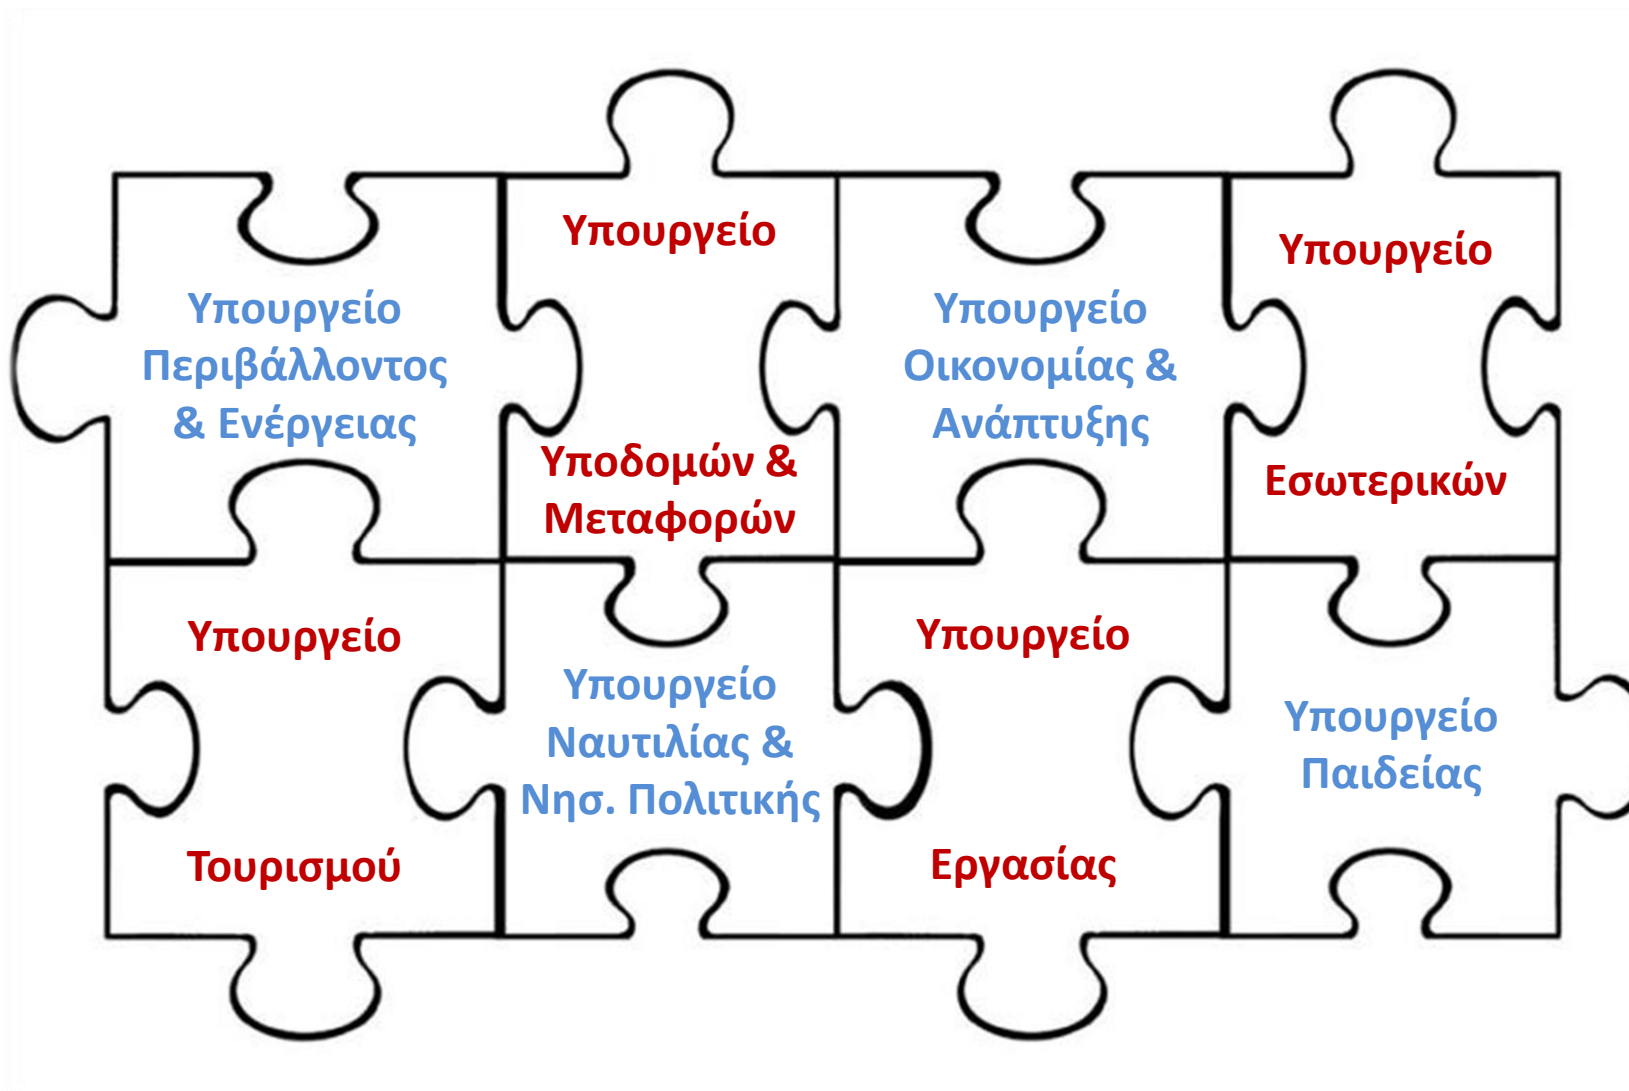 Υπουργείο
Περιβάλλοντος
& Ενέργειας
Υπουργείο
Υποδομών &
Μεταφορών
Υπουργείο
Οικονομίας &
Ανάπτυξης
Υπουργείο
Εσωτερικών
Υπουργείο
Τουρισμού
Υπουργείο
Ναυτιλίας &
Νησ. Πολιτικής
Υπουργείο
Εργασίας
Υπουργείο
Παιδείας